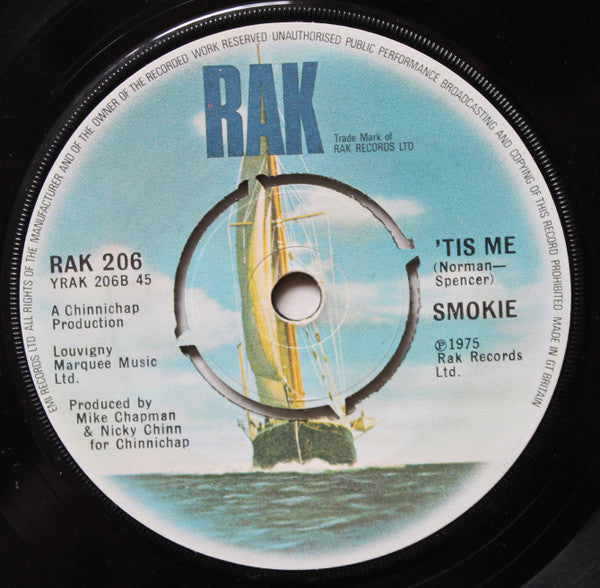 EMI RECORDS LTD ALL RIGHTS OF THE MANUFACTURER AND OF THE OWNER OF THE RECORDED WORK RESERVED· UNAUTHORISED PUBLIC PERFORMANCE BROADCASTING AND COPYING OF THIS RECORD PROHIBITED MADE IN GT BRITAIN
RAK
Trade Mark of
RAK RECORDS LTD
RAK 206
YRAK 206B 45
A Chinnichap
Production
Louvigny
Marquee Music
Ltd.
Produced by
Mike Chapman
& Nicky Chinn
for Chinnichap
'TIS ME
(Norman—
Spencer)
SMOKIE
℗1975
Rak Records
Ltd.